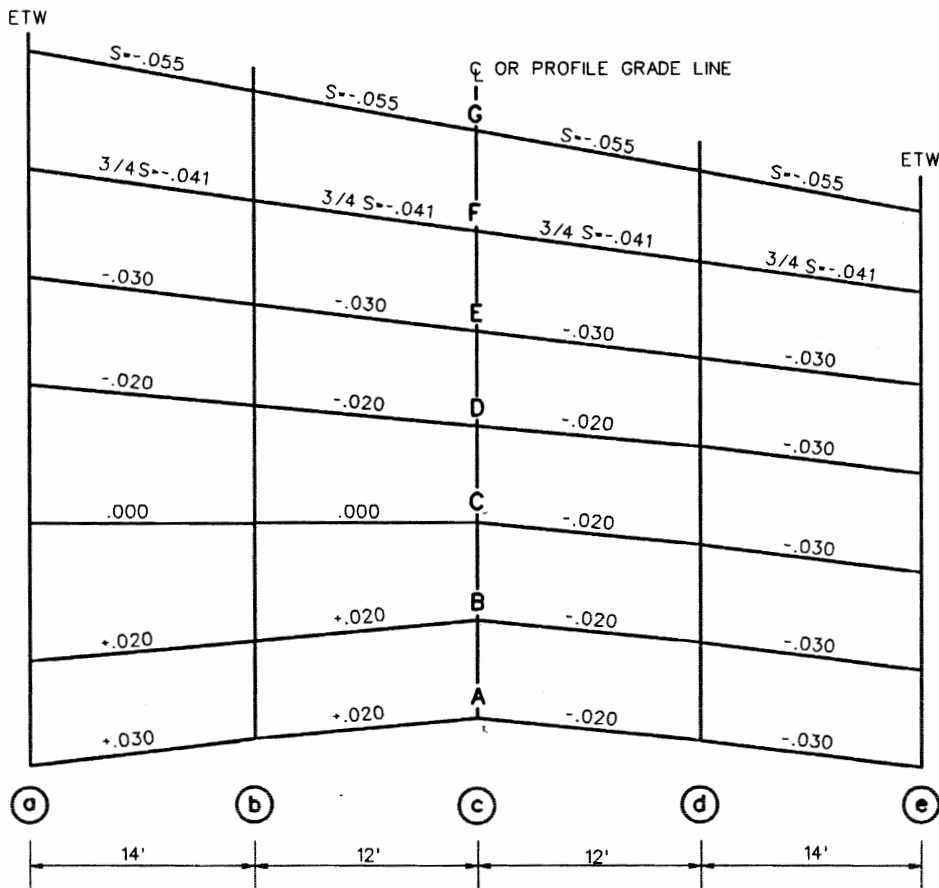 ETW
S=-.055
℄ OR PROFILE GRADE LINE
S=-.055
G
S=-.055
ETW
S=-.055
3/4 S=-.041
3/4 S=-.041
F
3/4 S=-.041
3/4 S=-.041
-.030
-.030
E
-.030
-.030
-.020
-.020
D
-.020
-.030
.000
.000
C
-.020
-.030
+.020
+.020
B
-.020
-.030
+.030
+.020
A
-.020
-.030
a b c d e
14' 12' 12' 14'